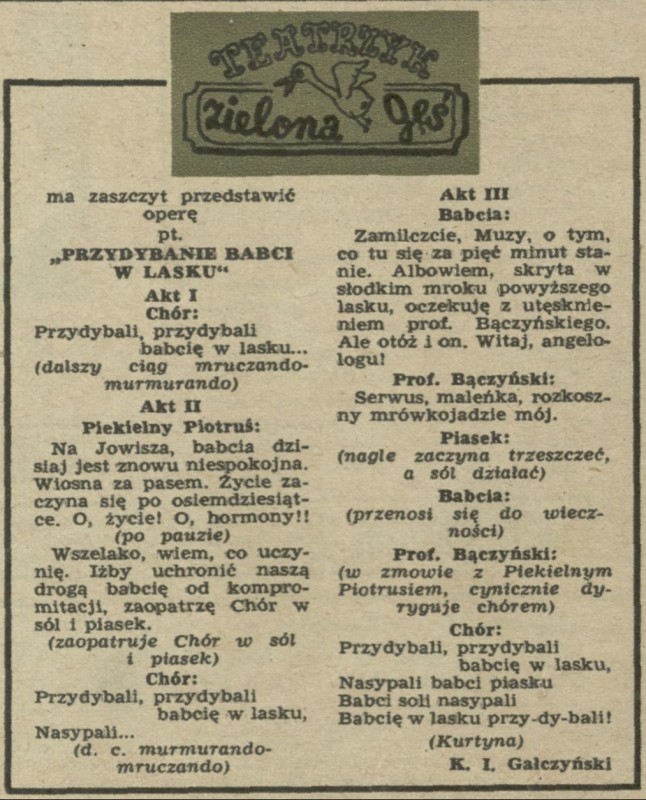 TEATRZYK
zielona gęś
ma zaszczyt przedstawić
operę
pt.
„PRZYDYBANIE BABCI
W LASKU“
Akt I
Chór:
Przydybali, przydybali
babcię w lasku...
(dalszy ciąg mruczando-
murmurando)
Akt II
Piekielny Piotruś:
Na Jowisza, babcia dzi-
siaj jest znowu niespokojna.
Wiosna za pasem. Życie za-
czyna się po osiemdziesiąt-
ce. O, życie! O, hormony!!
(po pauzie)
Wszelako, wiem, co uczy-
nię. Iżby uchronić naszą
drogą babcię od kompro-
mitacji, zaopatrzę Chór w
sól i piasek.
(zaopatruje Chór w sól
i piasek)
Chór:
Przydybali, przydybali
babcię w lasku,
Nasypali...
(d. c. murmurando-
mruczando)
Akt III
Babcia:
Zamilczcie, Muzy, o tym,
co tu się za pięć minut sta-
nie. Albowiem, skryta w
słodkim mroku powyższego
lasku, oczekuję z utęsknie-
niem prof. Bączyńskiego.
Ale otóż i on. Witaj, angelo-
logu!
Prof. Bączyński:
Serwus, maleńka, rozkosz-
ny mrówkojadzie mój.
Piasek:
(nagle zaczyna trzeszczeć,
a sól działać)
Babcia:
(przenosi się do wiecz-
ności)
Prof. Bączyński:
(w zmowie z Piekielnym
Piotrusiem, cynicznie dy-
ryguje chórem)
Chór:
Przydybali, przydybali
babcię w lasku,
Nasypali babci piasku
Babci soli nasypali
Babcię w lasku przy-dy-bali!
(Kurtyna)
K. I. Gałczyński